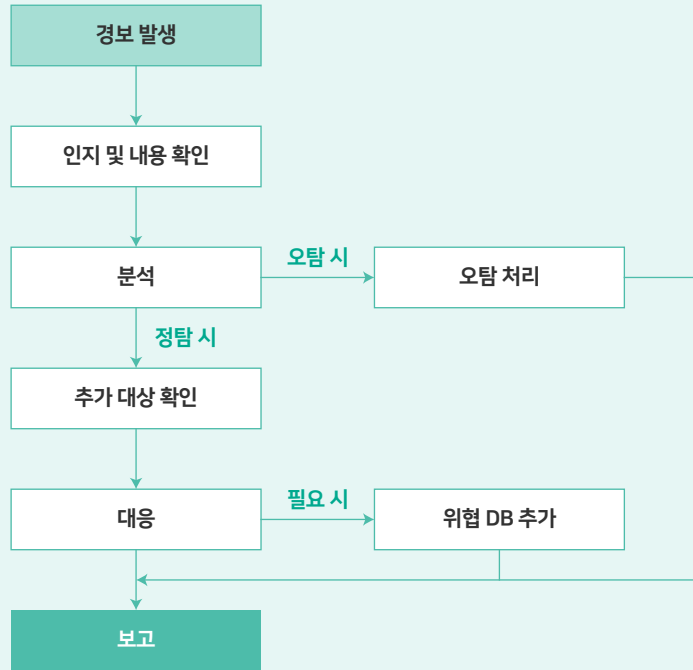 경보 발생
인지 및 내용 확인
분석
오탐 시
오탐 처리
정탐 시
추가 대상 확인
대응
필요 시
위협 DB 추가
보고